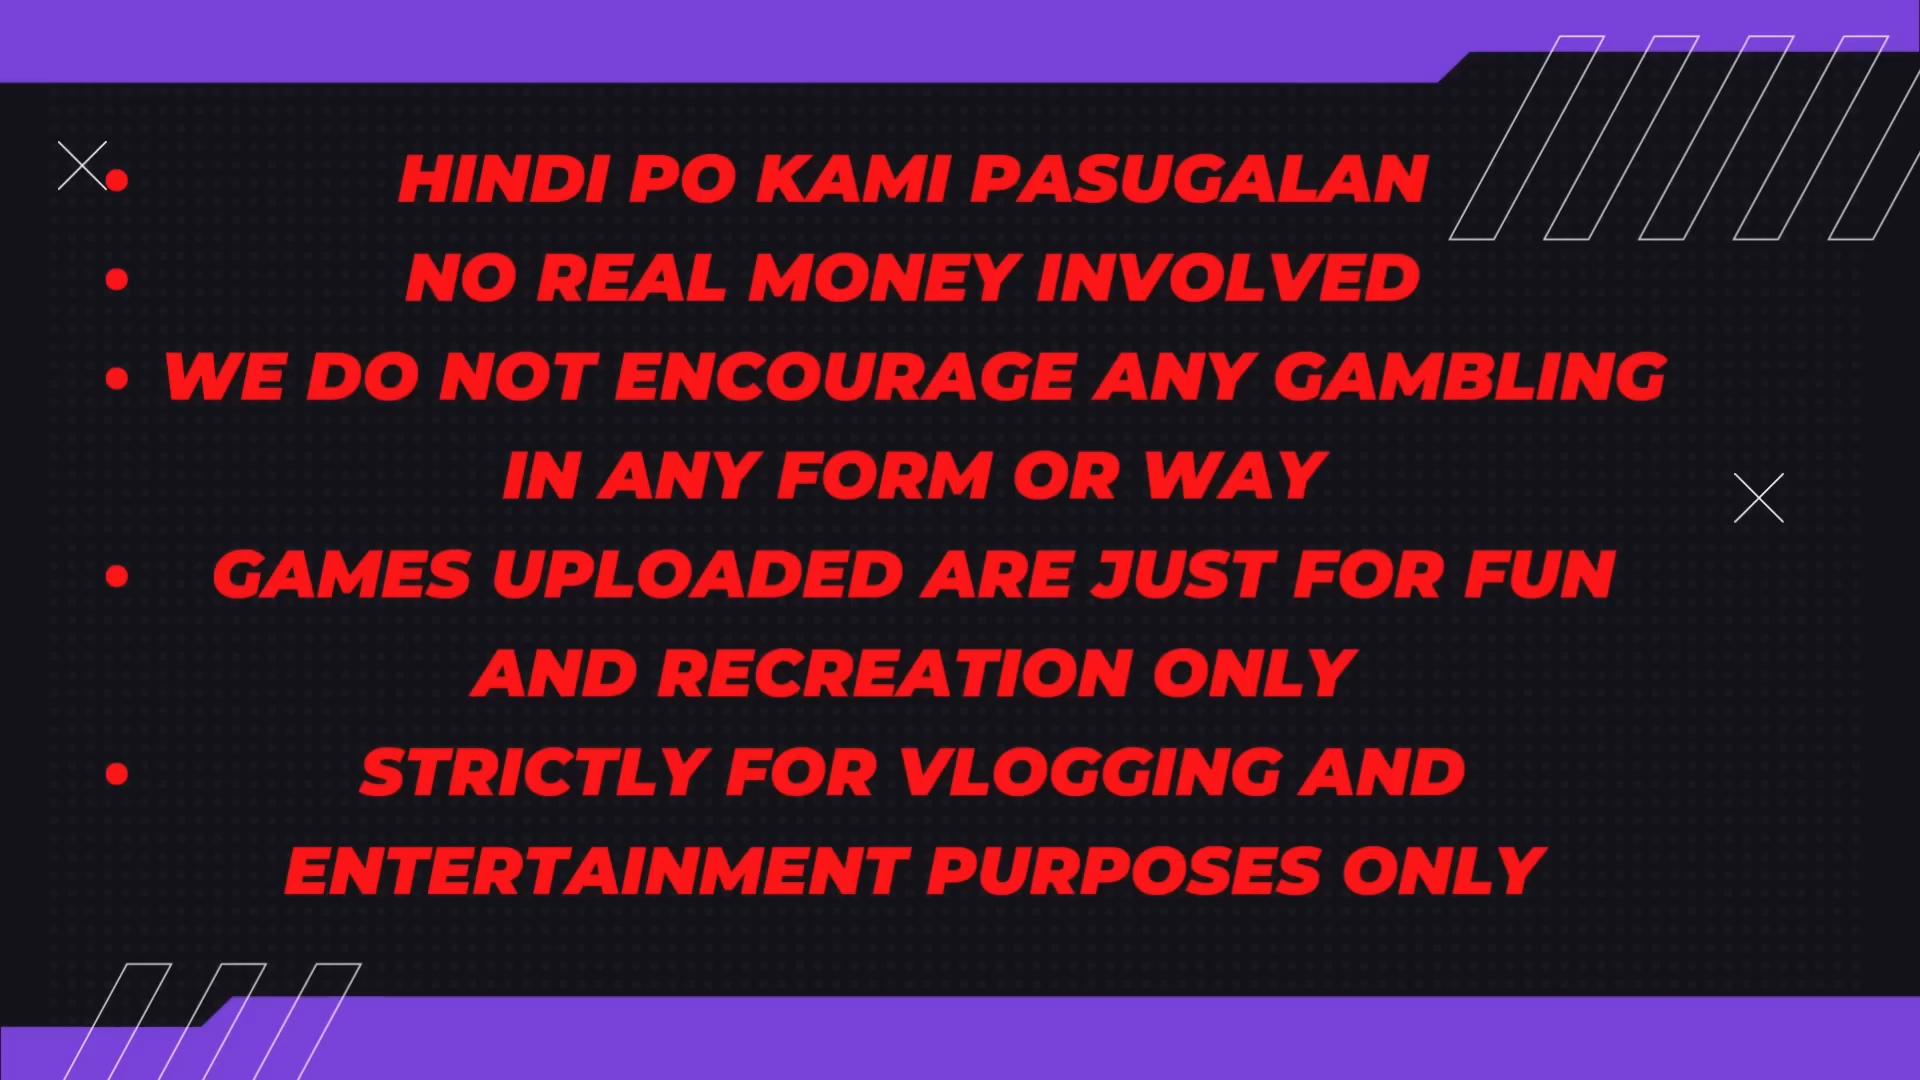 HINDI PO KAMI PASUGALAN
NO REAL MONEY INVOLVED
WE DO NOT ENCOURAGE ANY GAMBLING
IN ANY FORM OR WAY
GAMES UPLOADED ARE JUST FOR FUN
AND RECREATION ONLY
STRICTLY FOR VLOGGING AND
ENTERTAINMENT PURPOSES ONLY